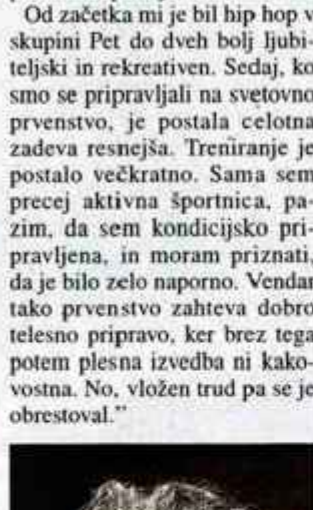 Od začetka mi je bil hip hop v
skupini Pet do dveh bolj ljubi-
teljski in rekreativen. Sedaj, ko
smo se pripravljali na svetovno
prvenstvo, je postala celotna
zadeva resnejša. Treniranje je
postalo večkratno. Sama sem
precej aktivna športnica, pa-
zim, da sem kondicijsko pri-
pravljena, in moram priznati,
da je bilo zelo naporno. Vendar
tako prvenstvo zahteva dobro
telesno pripravo, ker brez tega
potem plesna izvedba ni kako-
vostna. No, vložen trud pa se je
obrestoval."